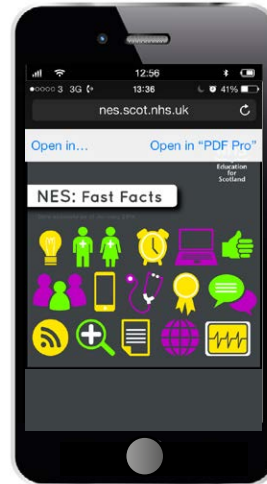 12:56
3 3G 13:36 41%
nes.scot.nhs.uk
Open in… Open in “PDF Pro”
Education
for
Scotland
NES: Fast Facts